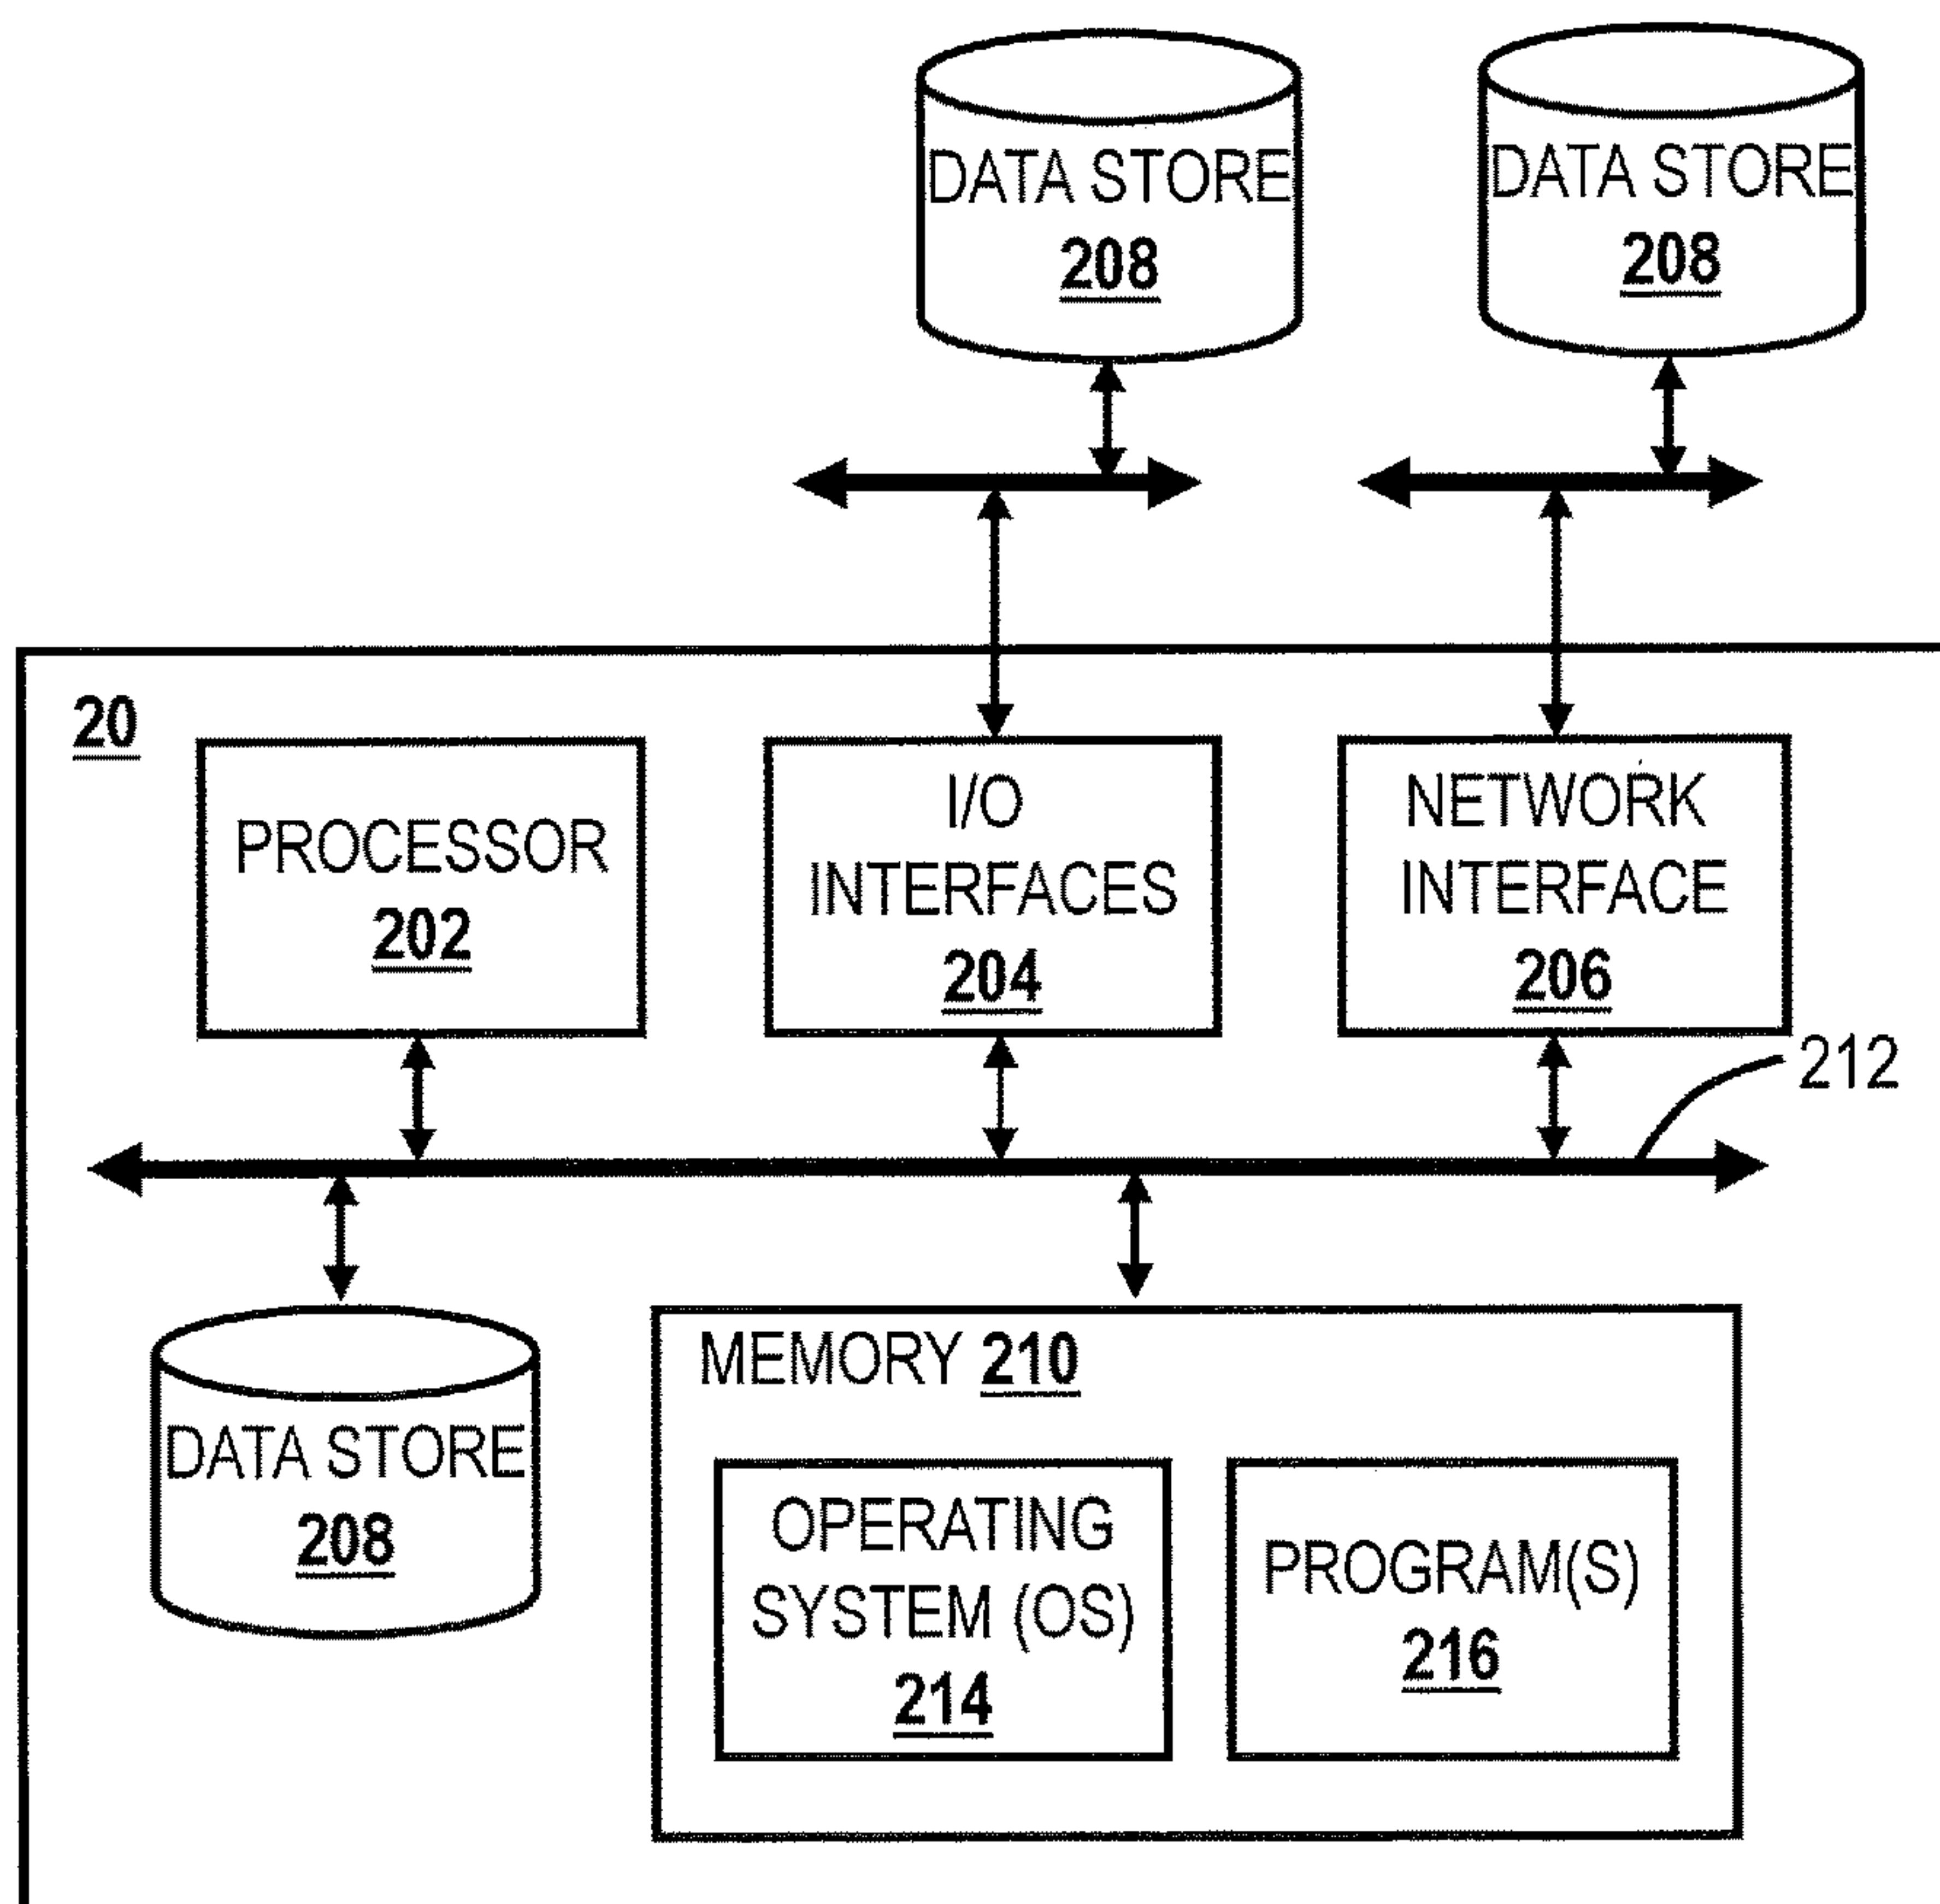 DATA STORE
208
DATA STORE
208
20
PROCESSOR
202
I/O
INTERFACES
204
NETWORK
INTERFACE
206
212
DATA STORE
208
MEMORY 210
OPERATING
SYSTEM (OS)
214
PROGRAM(S)
216